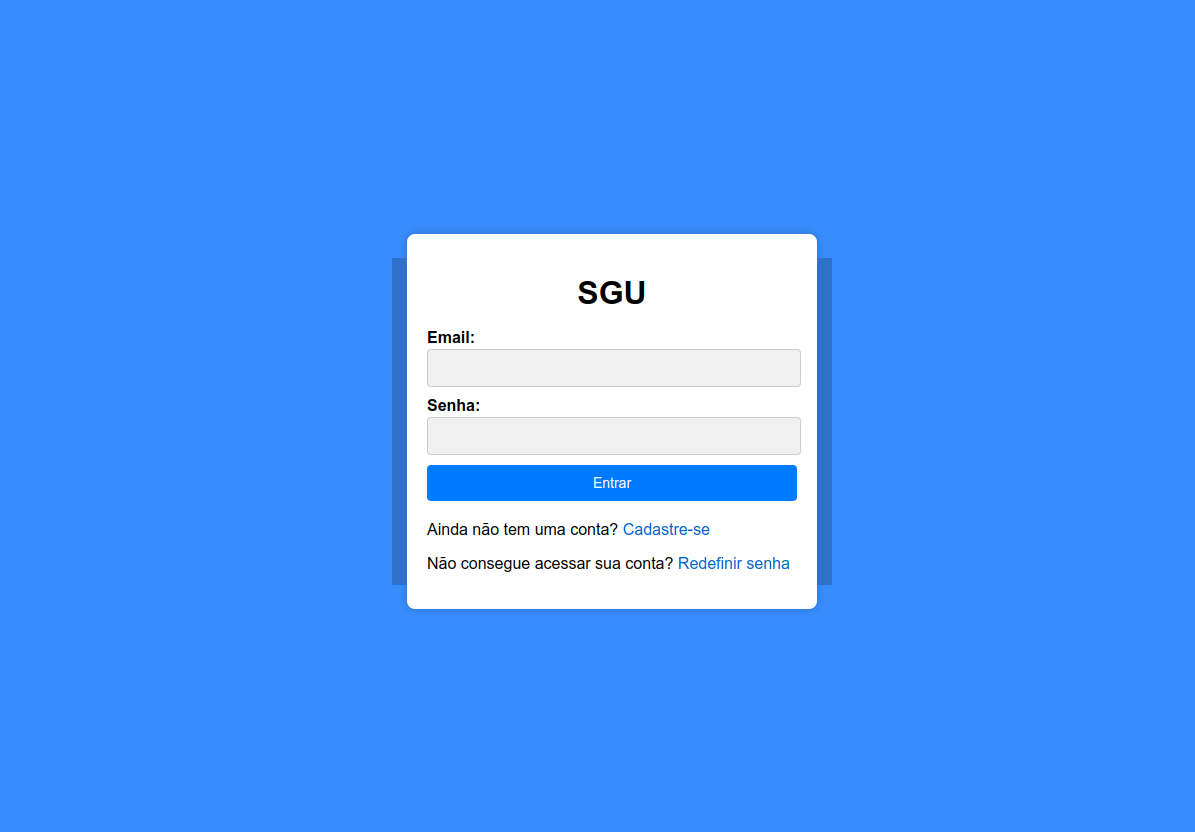 SGU
Email:
Senha:
Entrar
Ainda não tem uma conta? Cadastre-se
Não consegue acessar sua conta? Redefinir senha